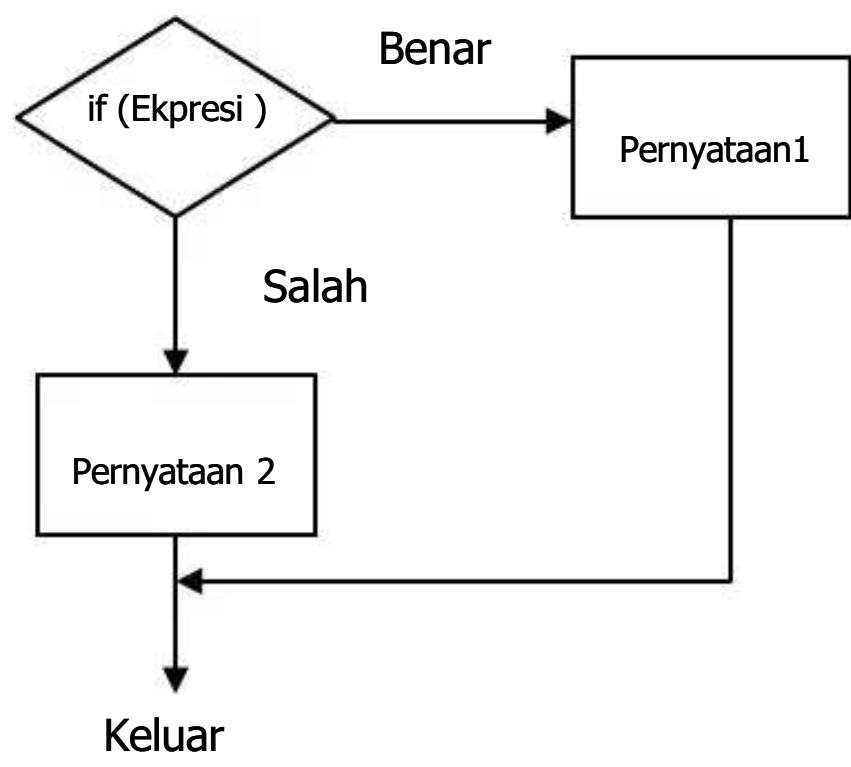 Benar
if (Ekpresi )
Pernyataan1
Salah
Pernyataan 2
Keluar